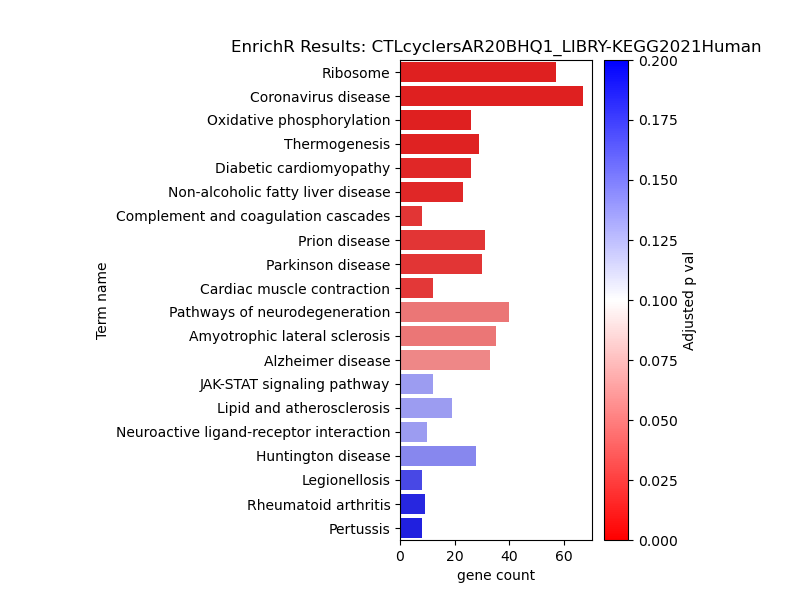 EnrichR Results: CTLcyclersAR20BHQ1_LIBRY-KEGG2021Human
Term name
Ribosome
Coronavirus disease
Oxidative phosphorylation
Thermogenesis
Diabetic cardiomyopathy
Non-alcoholic fatty liver disease
Complement and coagulation cascades
Prion disease
Parkinson disease
Cardiac muscle contraction
Pathways of neurodegeneration
Amyotrophic lateral sclerosis
Alzheimer disease
JAK-STAT signaling pathway
Lipid and atherosclerosis
Neuroactive ligand-receptor interaction
Huntington disease
Legionellosis
Rheumatoid arthritis
Pertussis
0 20 40 60
gene count
0.200
0.175
0.150
0.125
0.100
0.075
0.050
0.025
0.000
Adjusted p val